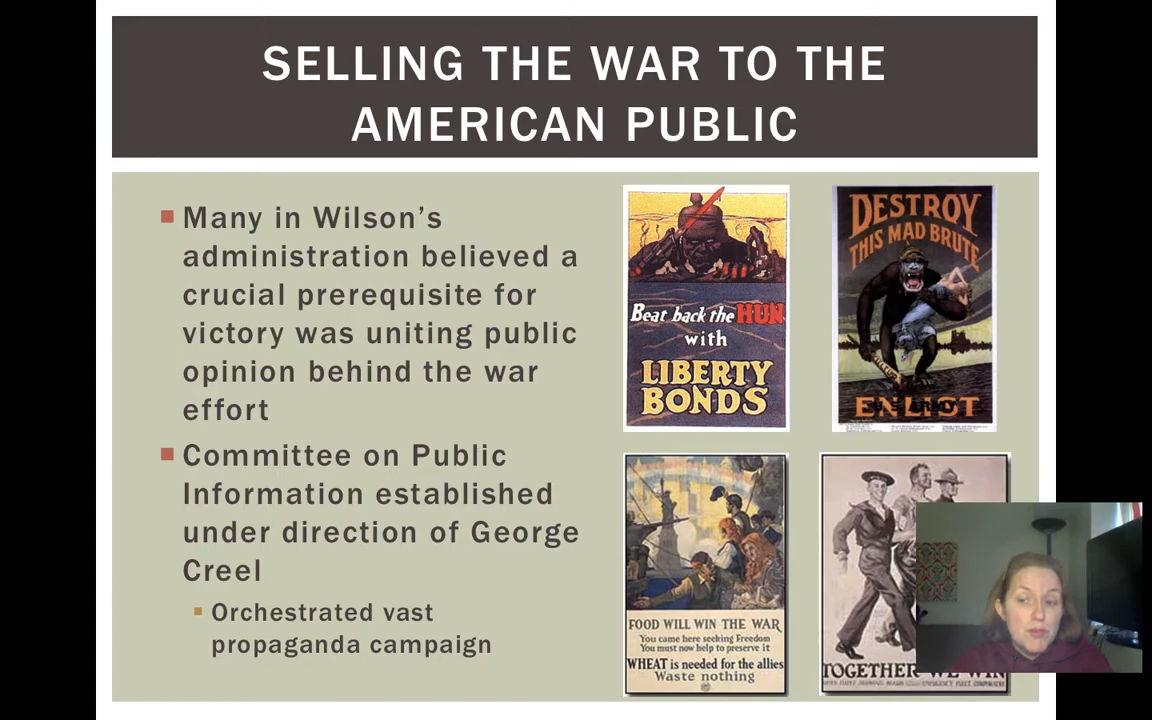 SELLING THE WAR TO THE
AMERICAN PUBLIC
Many in Wilson's
administration believed a
crucial prerequisite for
victory was uniting public
opinion behind the war
effort
Committee on Public
Information established
under direction of George
Creel
Orchestrated vast
propaganda campaign
Beat back the HUN
with
LIBERTY
BONDS
DESTROY
THIS MAD BRUTE
ENLIST
U.S. ARMY
FOOD WILL WIN THE WAR
You came here seeking Freedom
You must now help to preserve it
WHEAT is needed for the allies
Waste nothing
TOGETHER WE WIN